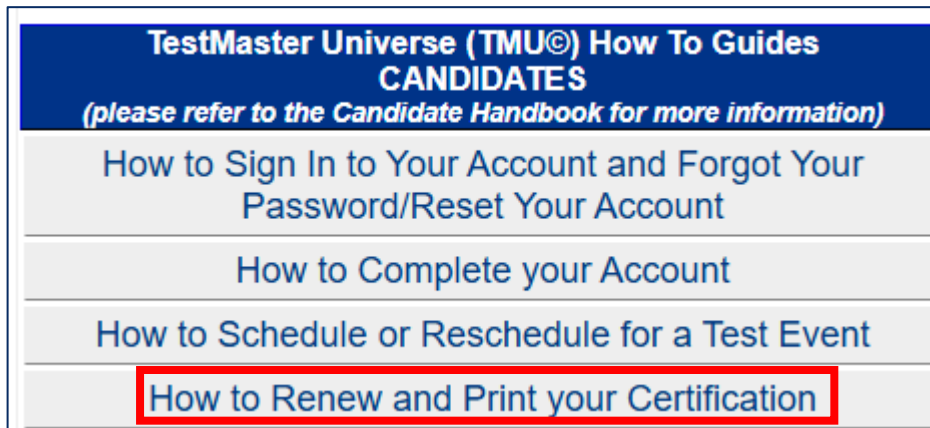 TestMaster Universe (TMU©) How To Guides
CANDIDATES
(please refer to the Candidate Handbook for more information)
How to Sign In to Your Account and Forgot Your
Password/Reset Your Account
How to Complete your Account
How to Schedule or Reschedule for a Test Event
How to Renew and Print your Certification